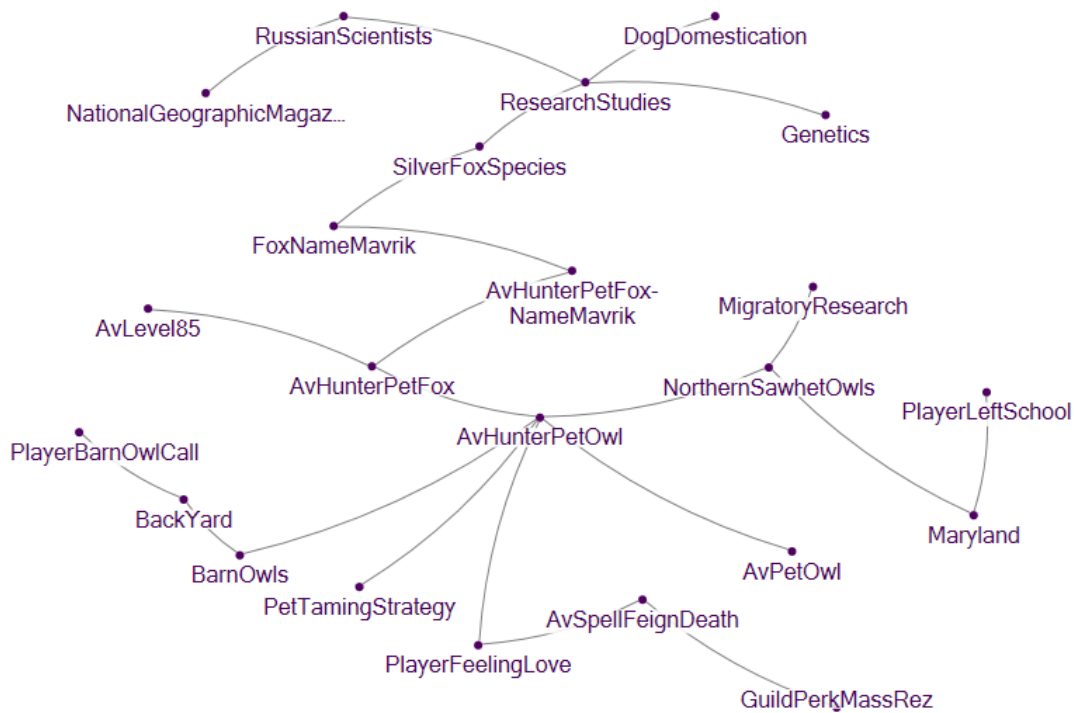 RussianScientists
DogDomestication
NationalGeographicMagaz...
ResearchStudies
Genetics
SilverFoxSpecies
FoxNameMavrik
AvHunterPetFox-
NameMavrik
MigratoryResearch
AvLevel85
AvHunterPetFox
NorthernSawhetOwls
PlayerLeftSchool
AvHunterPetOwl
PlayerBarnOwlCall
BackYard
Maryland
BarnOwls
AvPetOwl
PetTamingStrategy
AvSpellFeignDeath
PlayerFeelingLove
GuildPerkMassRez